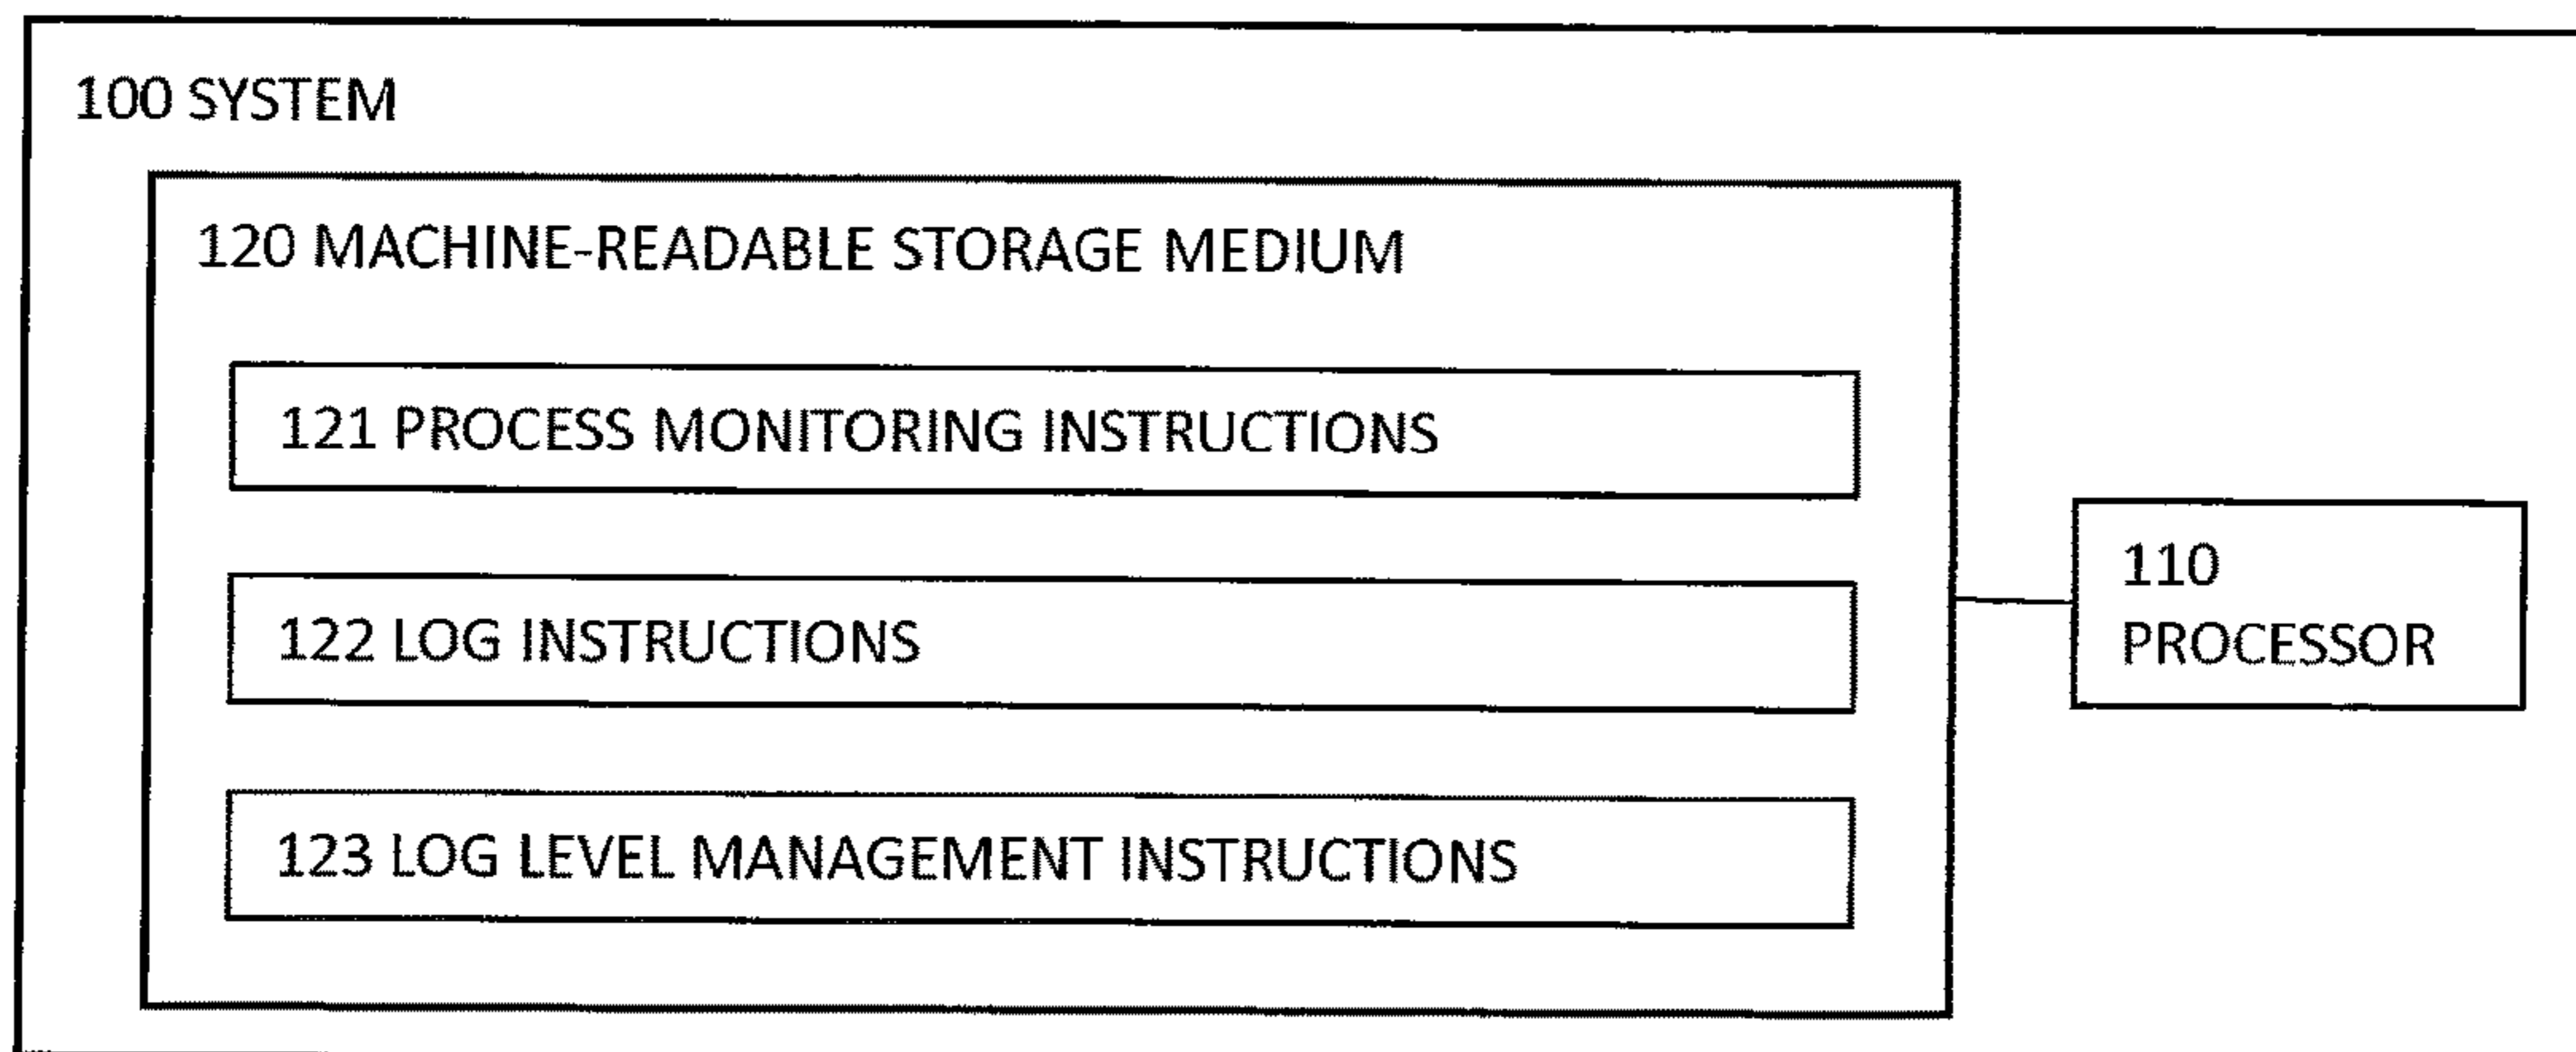 100 SYSTEM
120 MACHINE-READABLE STORAGE MEDIUM
121 PROCESS MONITORING INSTRUCTIONS
122 LOG INSTRUCTIONS
123 LOG LEVEL MANAGEMENT INSTRUCTIONS
110
PROCESSOR